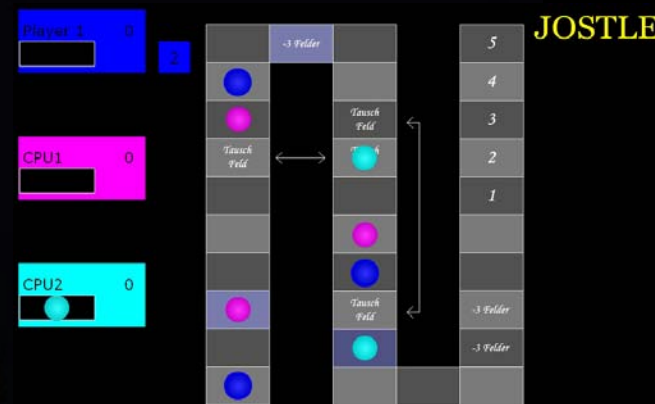 Player 1 0
2
JOSTLE
-3 Felder
5
4
Tausch
Feld
3
CPU1 0
Tausch
Feld
2
1
CPU2 0
Tausch
Feld
-3 Felder
-3 Felder